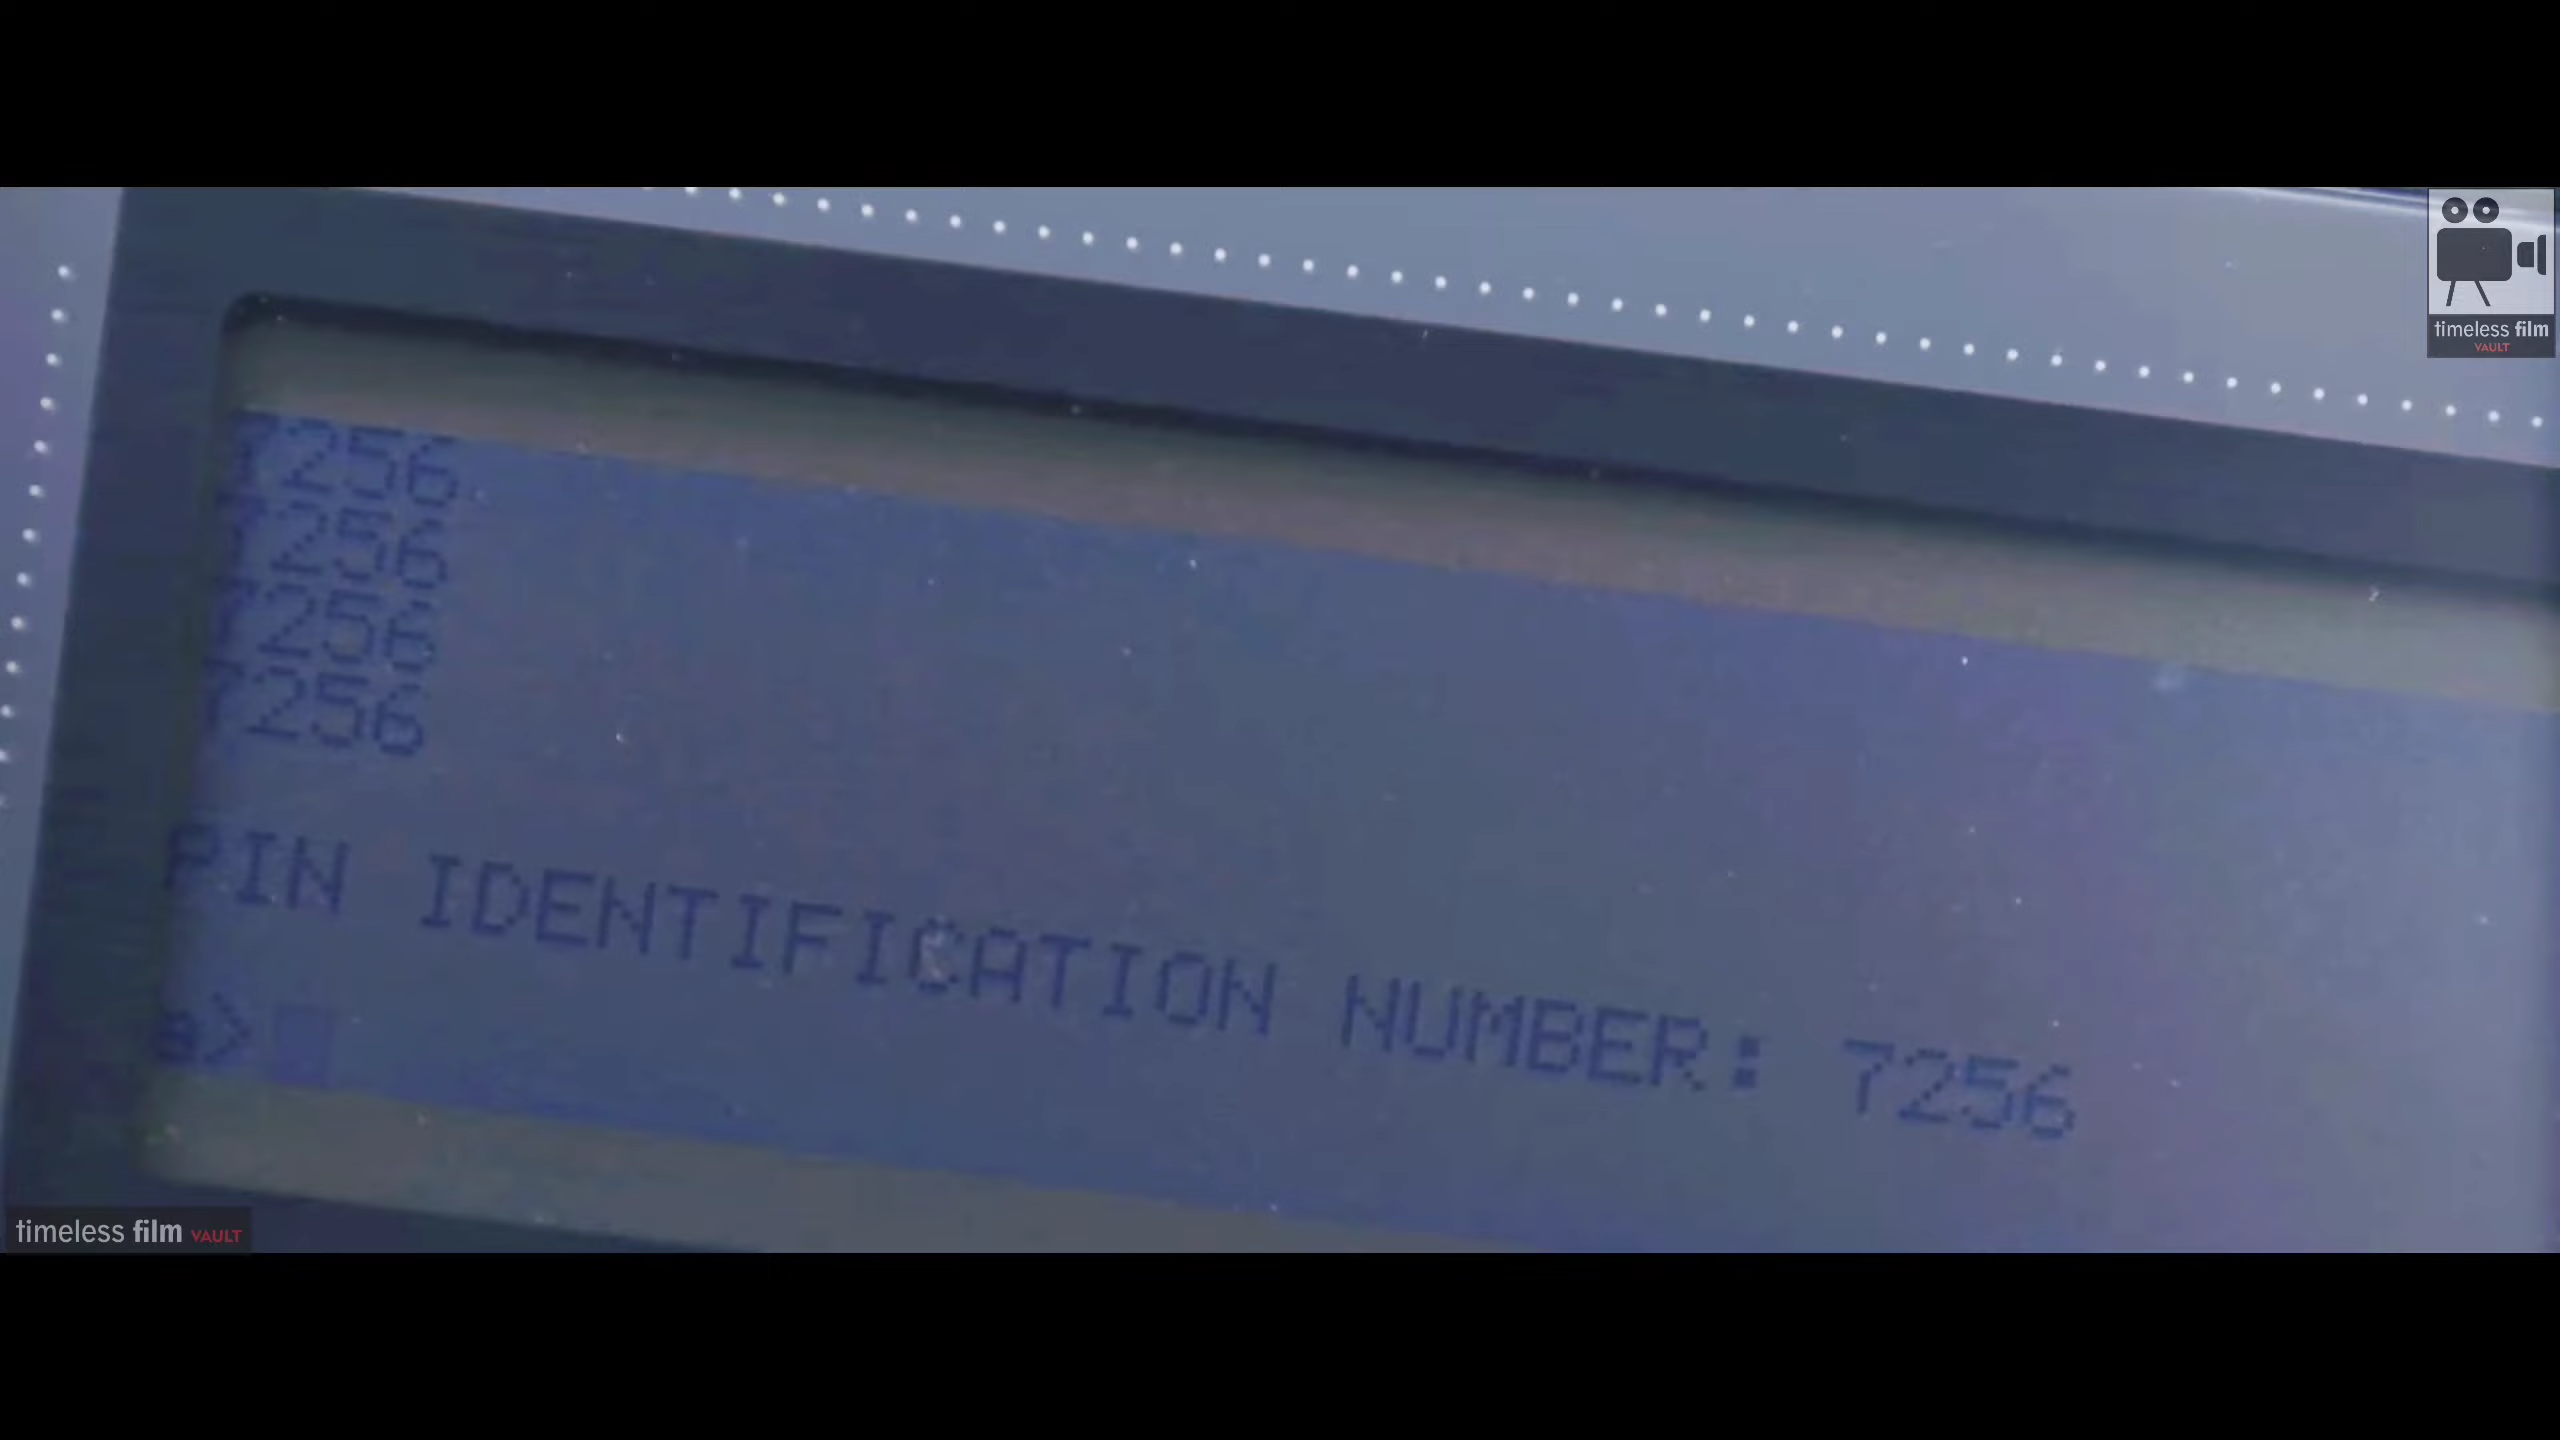 7256
7256
7256
7256
PIN IDENTIFICATION NUMBER: 7256
a>
timeless film
VAULT
timeless film VAULT